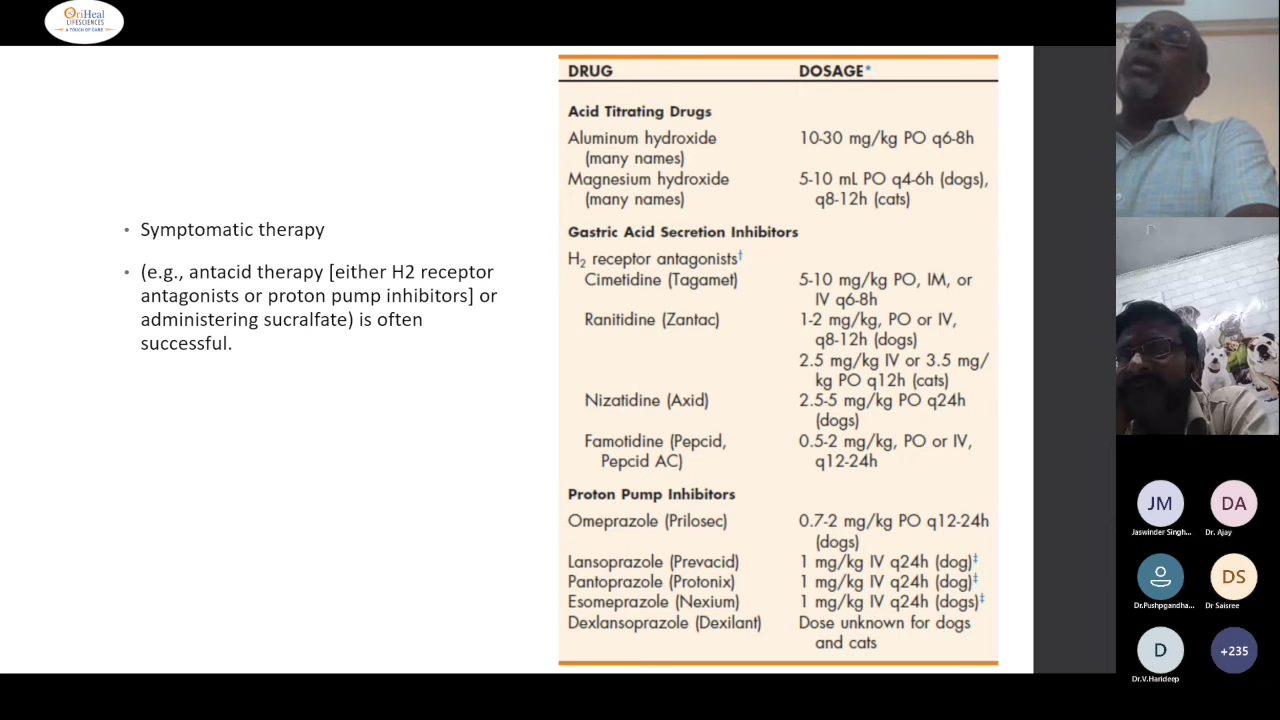 OriHeal
LIFESCIENCES
A TOUCH OF CARE
• Symptomatic therapy
• (e.g., antacid therapy [either H2 receptor
antagonists or proton pump inhibitors] or
administering sucralfate) is often
successful.
DRUG DOSAGE*
Acid Titrating Drugs
Aluminum hydroxide 10-30 mg/kg PO q6-8h
(many names)
Magnesium hydroxide 5-10 mL PO q4-6h (dogs),
(many names) q8-12h (cats)
Gastric Acid Secretion Inhibitors
H₂ receptor antagonists†
Cimetidine (Tagamet) 5-10 mg/kg PO, IM, or
IV q6-8h
Ranitidine (Zantac) 1-2 mg/kg, PO or IV,
q8-12h (dogs)
2.5 mg/kg IV or 3.5 mg/
kg PO q12h (cats)
Nizatidine (Axid) 2.5-5 mg/kg PO q24h
(dogs)
Famotidine (Pepcid, 0.5-2 mg/kg, PO or IV,
Pepcid AC) q12-24h
Proton Pump Inhibitors
Omeprazole (Prilosec) 0.7-2 mg/kg PO q12-24h
(dogs)
Lansoprazole (Prevacid) 1 mg/kg IV q24h (dog)‡
Pantoprazole (Protonix) 1 mg/kg IV q24h (dog)‡
Esomeprazole (Nexium) 1 mg/kg IV q24h (dogs)‡
Dexlansoprazole (Dexilant) Dose unknown for dogs
and cats
JM DA
Jaswinder Singh... Dr. Ajay
DS
Dr.Pushpgandha... Dr Saisree
D +235
Dr.V.Harideep